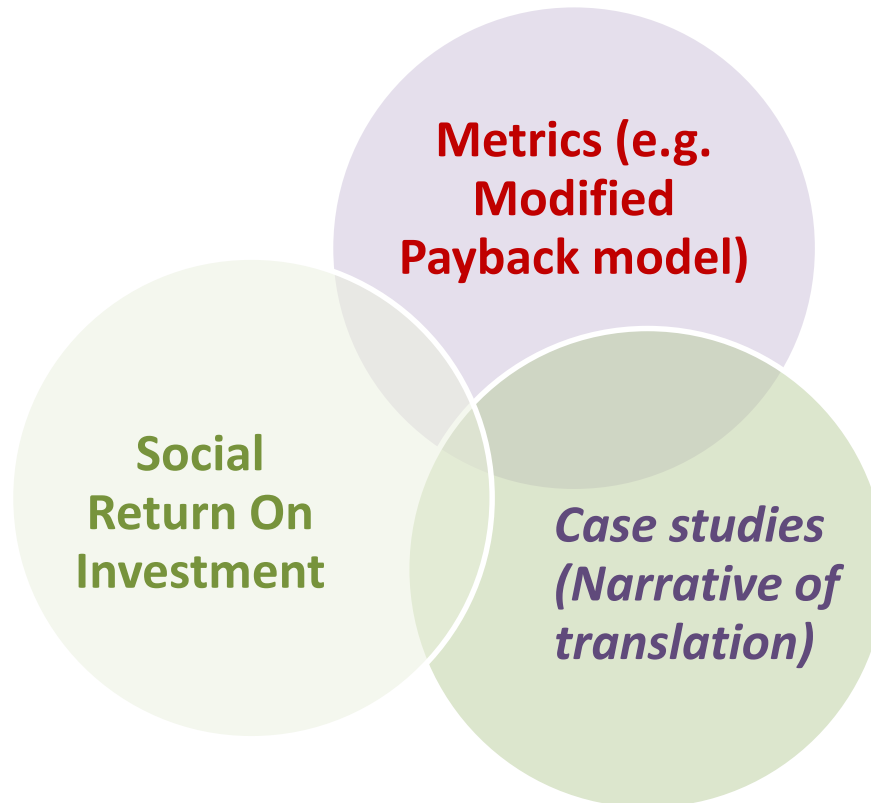 Metrics (e.g.
Modified
Payback model)
Social
Return On
Investment
Case studies
(Narrative of
translation)